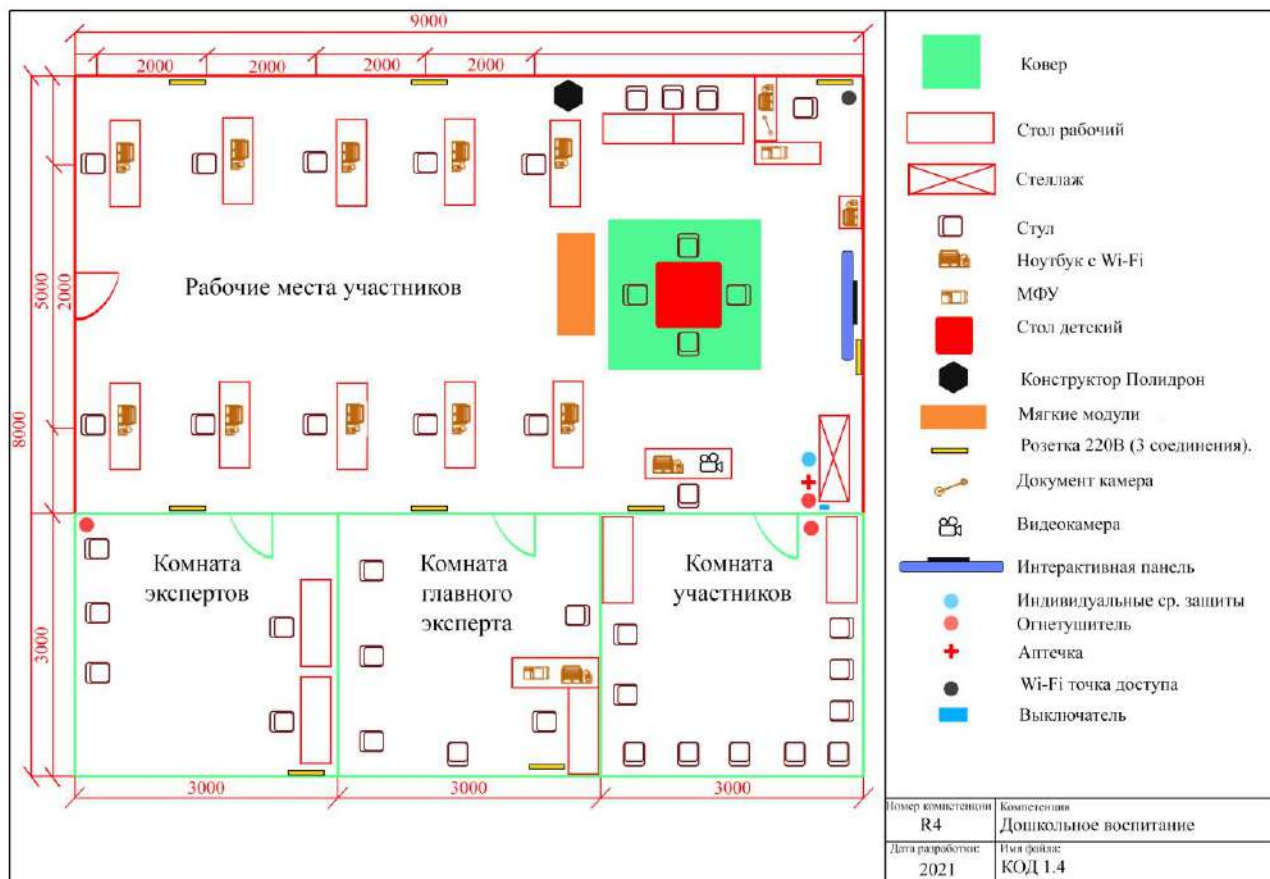 9000
2000
2000
2000
2000
5000
2000
8000
3000
Рабочие места участников
Комната
экспертов
Комната
главного
эксперта
Комната
участников
3000
3000
3000
Ковер
Стол рабочий
Стеллаж
Стул
Ноутбук с Wi-Fi
МФУ
Стол детский
Конструктор Полидрон
Мягкие модули
Розетка 220В (3 соединения).
Документ камера
Видеокамера
Интерактивная панель
Индивидуальные ср. защиты
Огнетушитель
Аптечка
Wi-Fi точка доступа
Выключатель
Номер компетенции
R4
Компетенция
Дошкольное воспитание
Дата разработки:
2021
Имя файла:
КОД 1.4